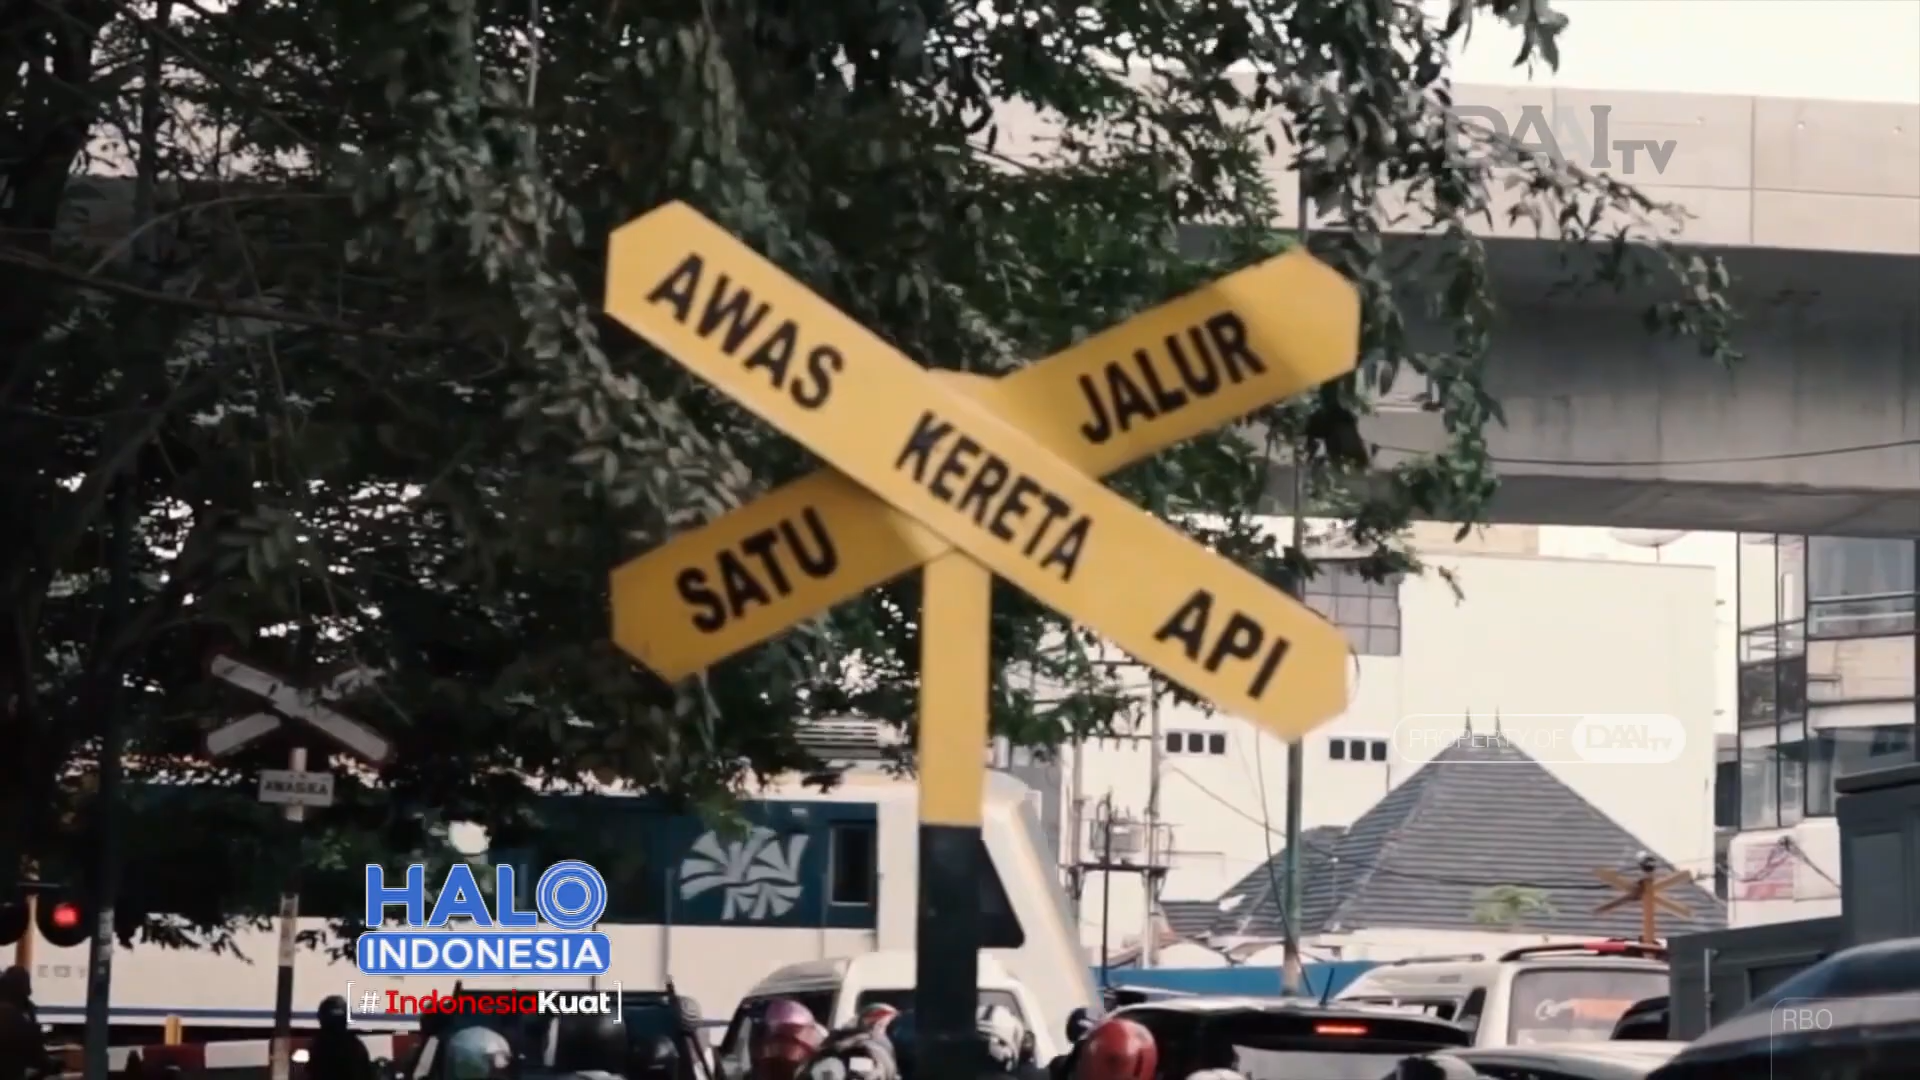 DAAI TV
AWAS KERETA API
SATU JALUR
PROPERTY OF DAAI TV
HALO
INDONESIA
[# IndonesiaKuat]
RBO